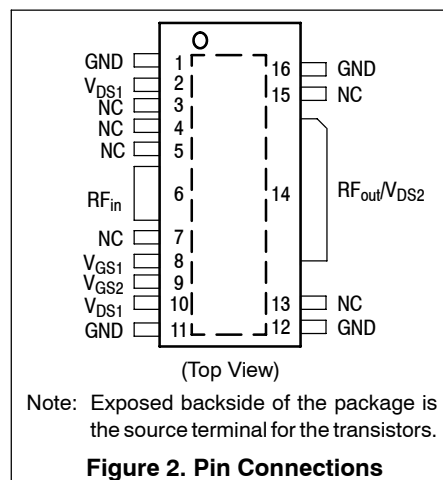 GND 1 16 GND
V_DS1 2 15 NC
NC 3
NC 4
NC 5
RF_in 6 14 RF_out/V_DS2
NC 7
V_GS1 8
V_GS2 9
V_DS1 10 13 NC
GND 11 12 GND
(Top View)
Note: Exposed backside of the package is
the source terminal for the transistors.
Figure 2. Pin Connections